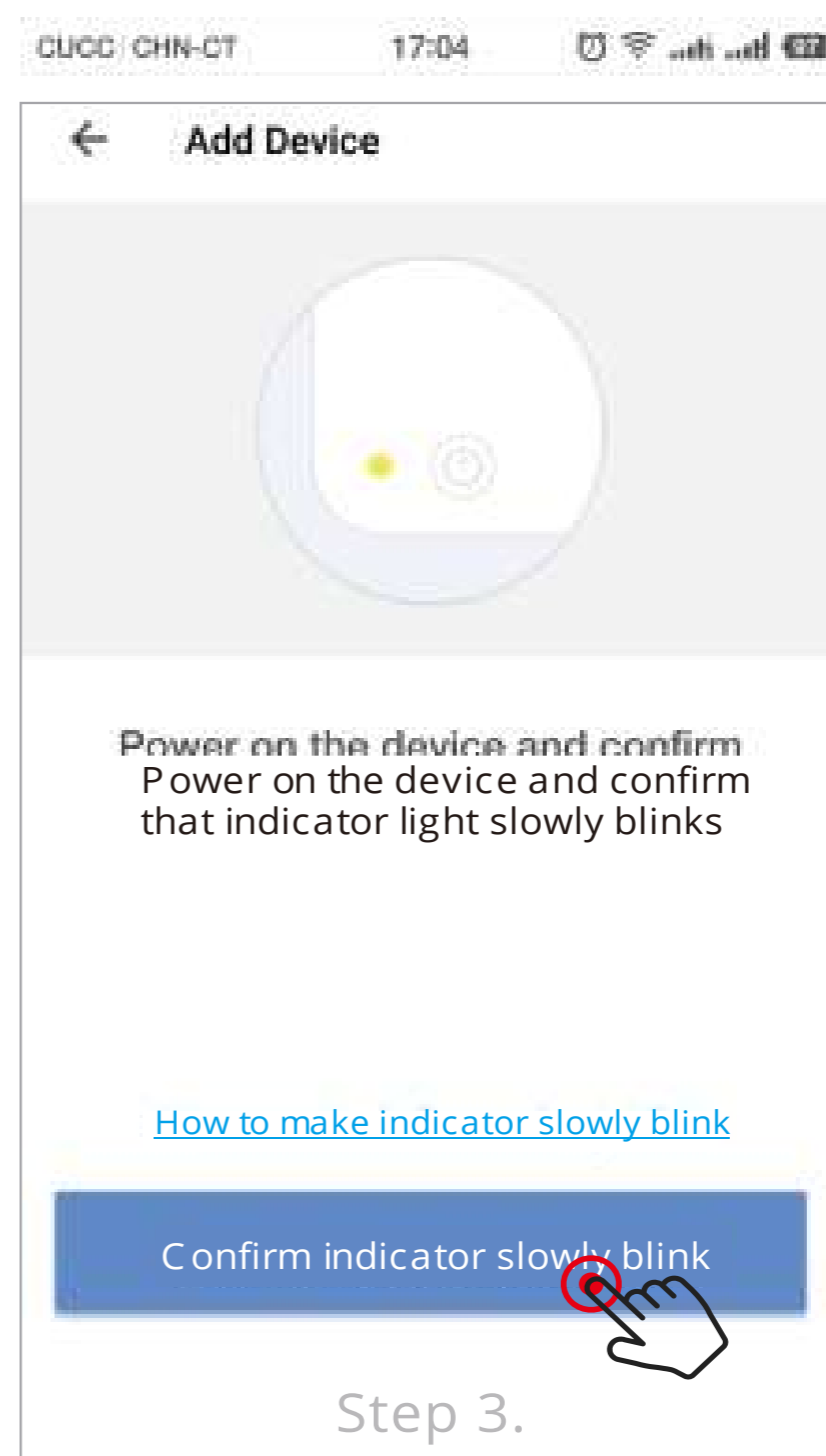 CUCC CHN-CT 17:04
Add Device
Power on the device and confirm
Power on the device and confirm
that indicator light slowly blinks
How to make indicator slowly blink
Confirm indicator slowly blink
Step 3.